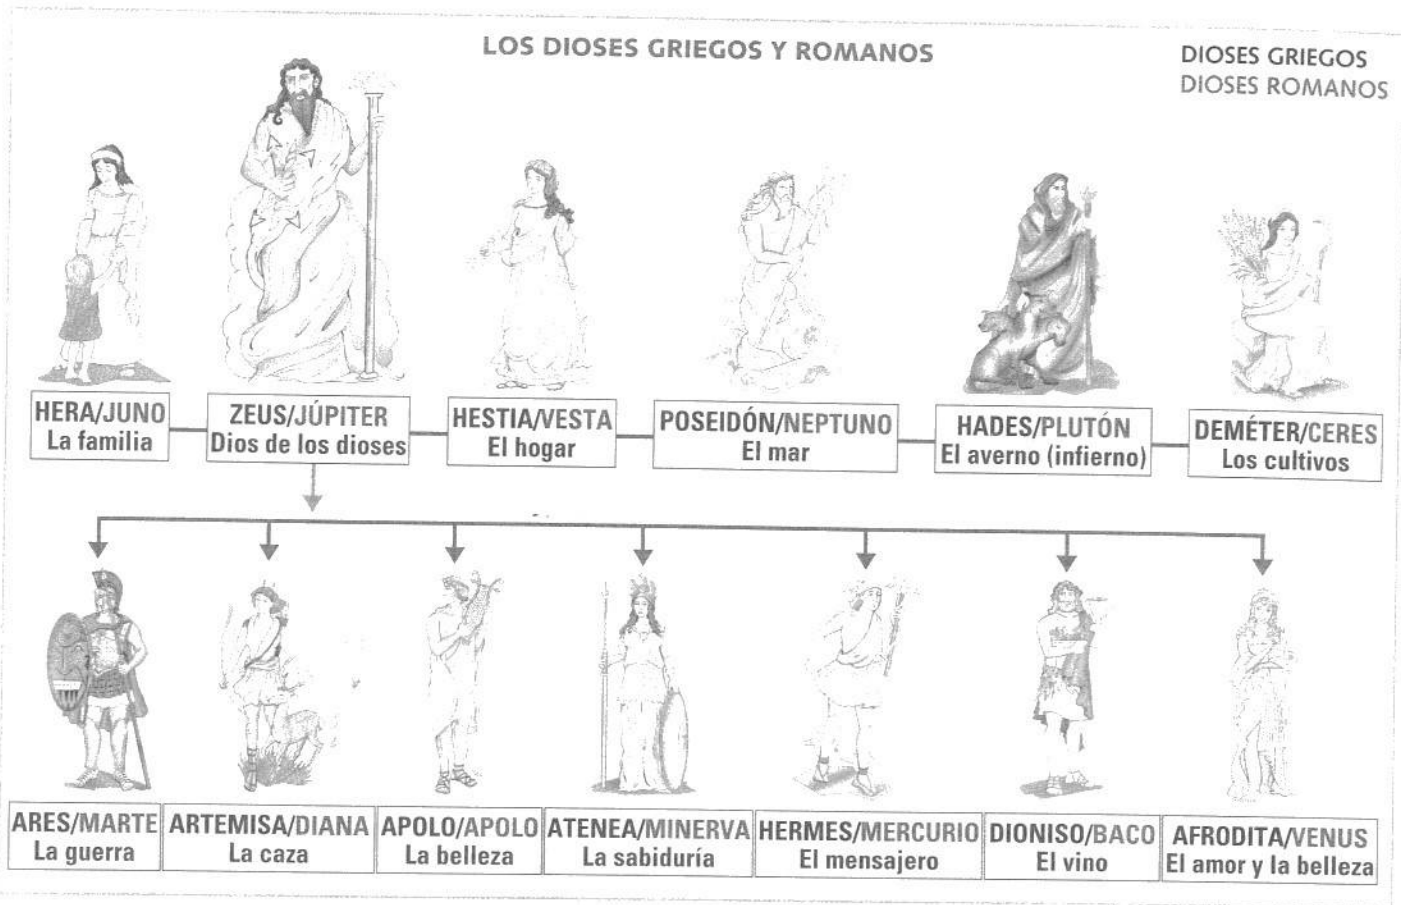 LOS DIOSES GRIEGOS Y ROMANOS
DIOSES GRIEGOS
DIOSES ROMANOS
HERA/JUNO
La familia
ZEUS/JÚPITER
Dios de los dioses
HESTIA/VESTA
El hogar
POSEIDÓN/NEPTUNO
El mar
HADES/PLUTÓN
El averno (infierno)
DEMÉTER/CERES
Los cultivos
ARES/MARTE
La guerra
ARTEMISA/DIANA
La caza
APOLO/APOLO
La belleza
ATENEA/MINERVA
La sabiduría
HERMES/MERCURIO
El mensajero
DIONISO/BACO
El vino
AFRODITA/VENUS
El amor y la belleza